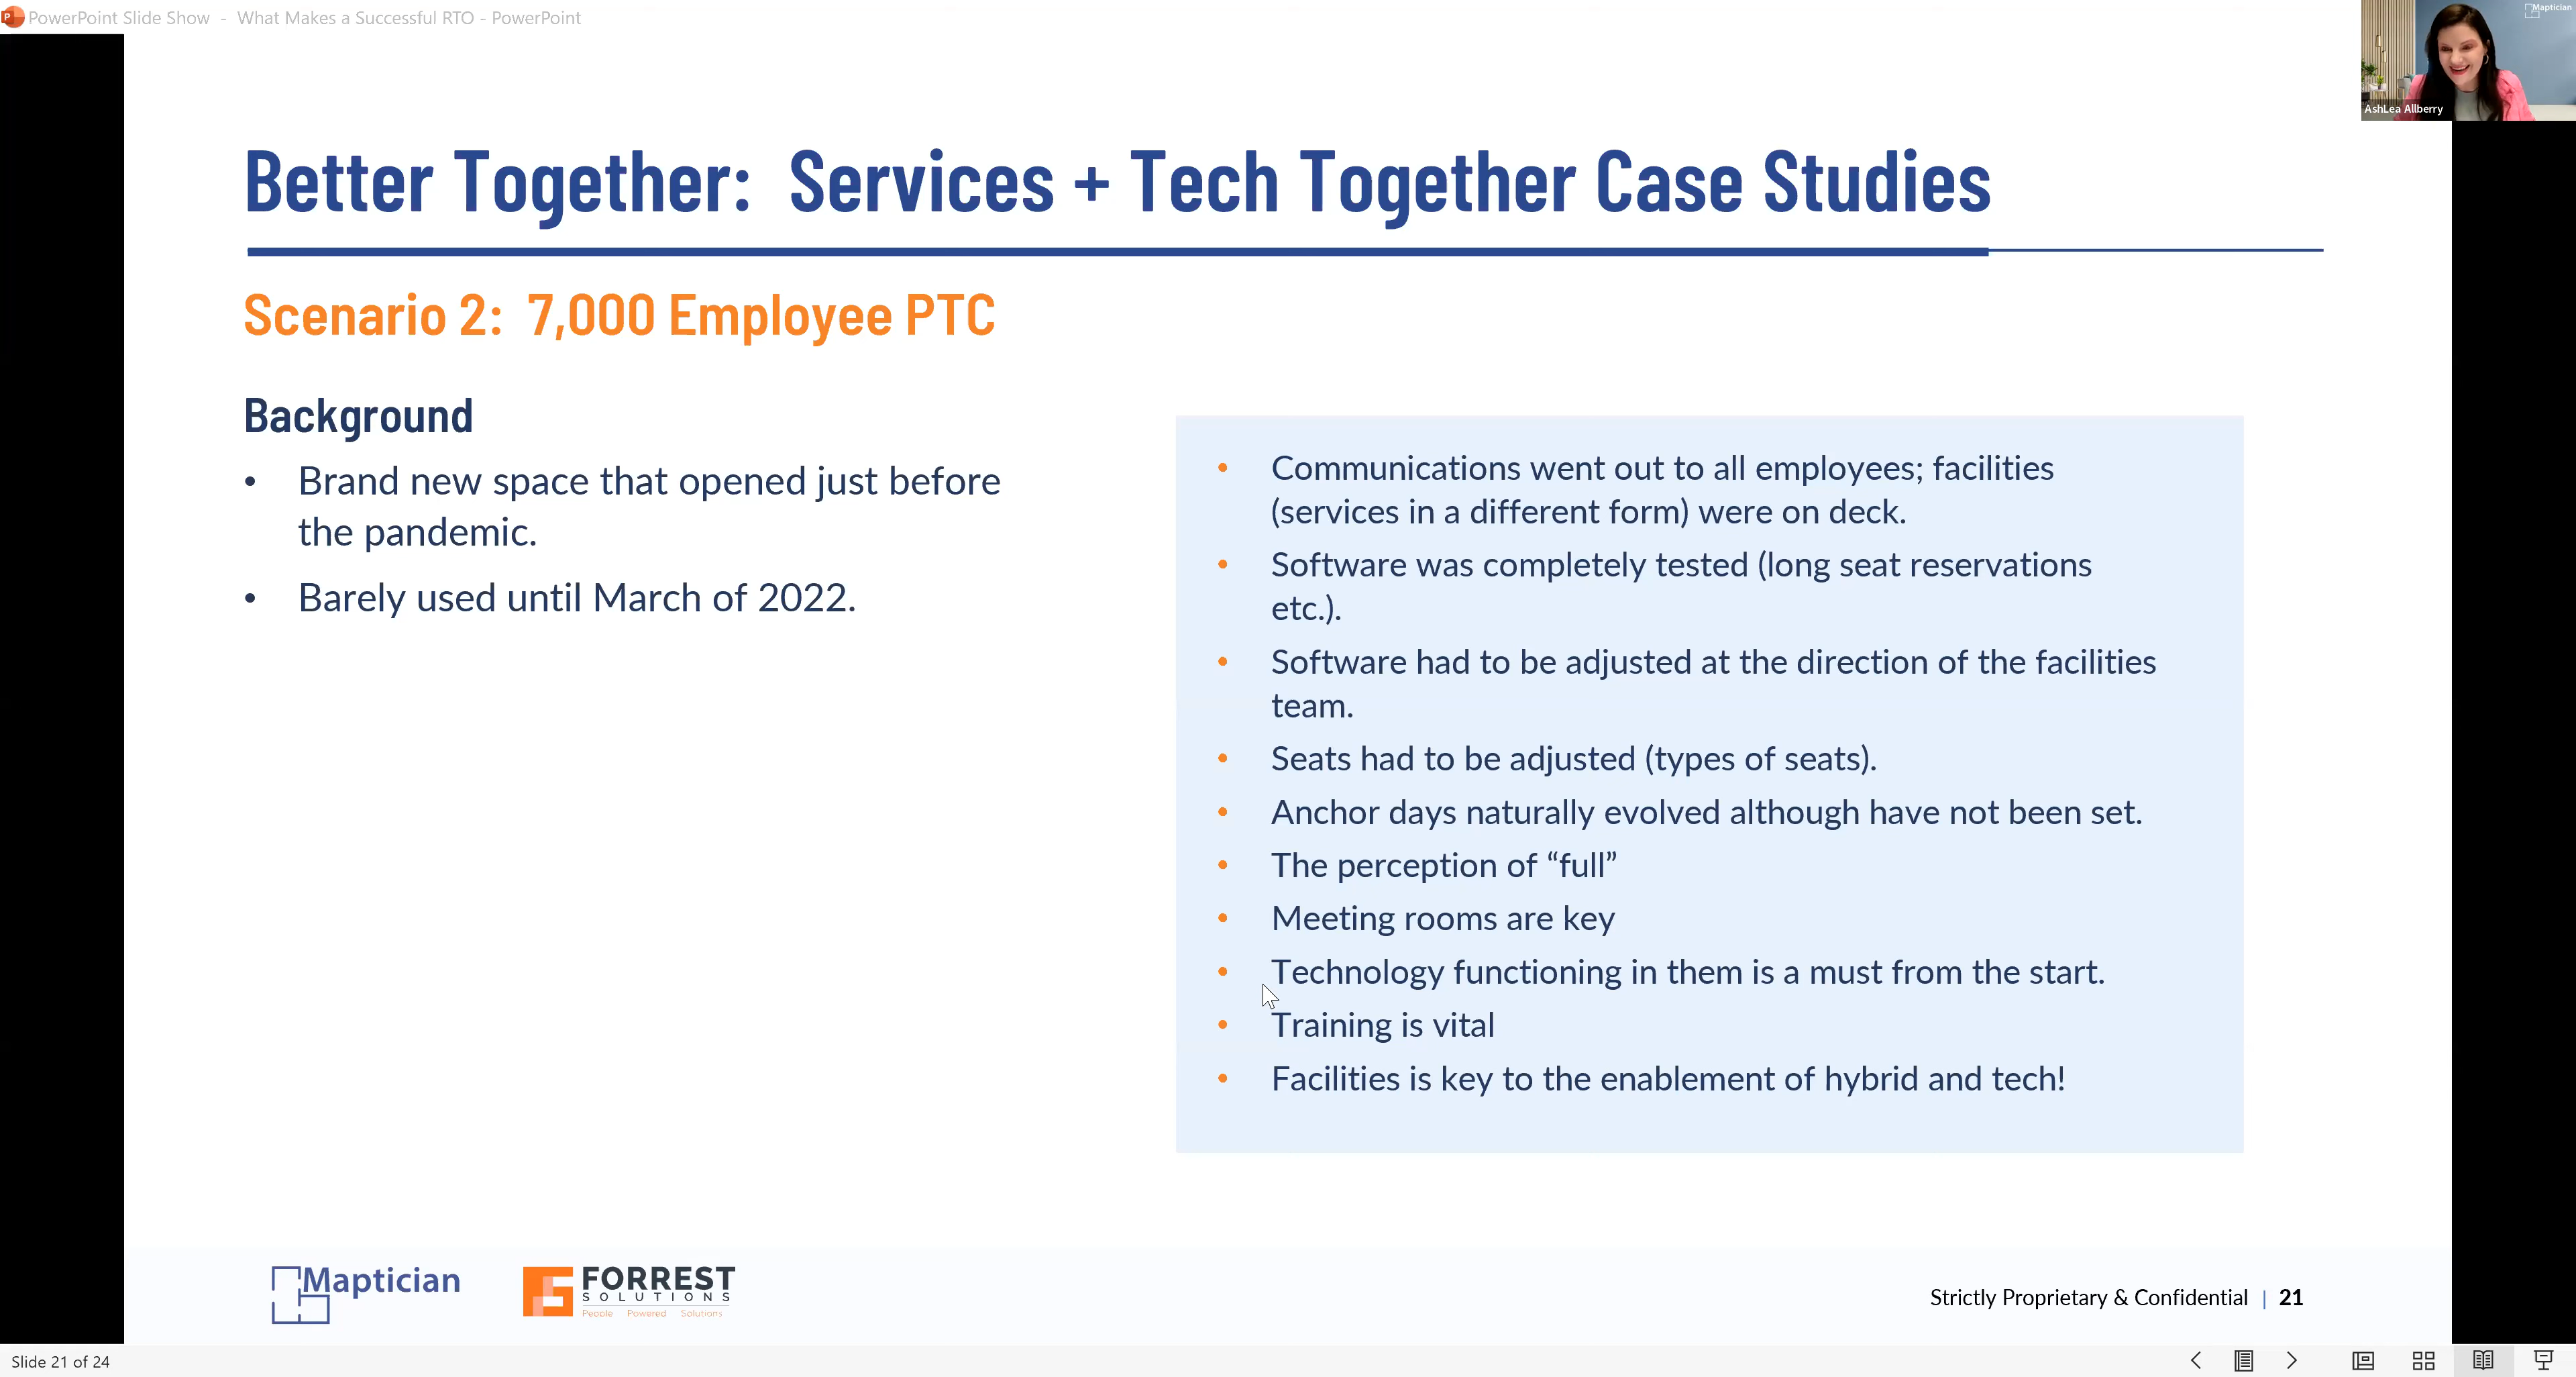 PowerPoint Slide Show - What Makes a Successful RTO - PowerPoint
Maptician
AshLea Allberry
Better Together: Services + Tech Together Case Studies
Scenario 2: 7,000 Employee PTC
Background
• Brand new space that opened just before
the pandemic.
• Barely used until March of 2022.
• Communications went out to all employees; facilities
(services in a different form) were on deck.
• Software was completely tested (long seat reservations
etc.).
• Software had to be adjusted at the direction of the facilities
team.
• Seats had to be adjusted (types of seats).
• Anchor days naturally evolved although have not been set.
• The perception of “full”
• Meeting rooms are key
• Technology functioning in them is a must from the start.
• Training is vital
• Facilities is key to the enablement of hybrid and tech!
Maptician
FORREST
SOLUTIONS
People Powered Solutions
Strictly Proprietary & Confidential | 21
Slide 21 of 24